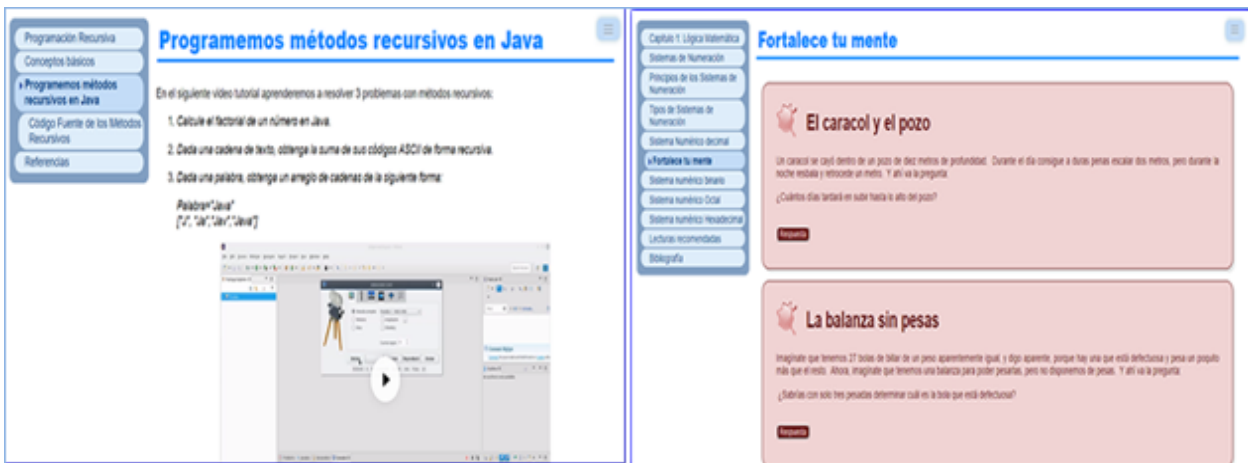 Programación Recursiva
Conceptos básicos
Programemos métodos
recursivos en Java
Código Fuente de los Métodos
Recursivos
Referencias
Programemos métodos recursivos en Java
En el siguiente video tutorial aprenderemos a resolver 3 problemas con métodos recursivos:
1. Calcule el factorial de un número en Java.
2. Dada una cadena de texto, obtenga la suma de sus códigos ASCII de forma recursiva.
3. Dada una palabra, obtenga un arreglo de cadenas de la siguiente forma:
Palabra="Java"
["J", "Ja","Jav","Java"]
Capítulo 1. Lógica Matemática
Sistemas de Numeración
Principios de los Sistemas de
Numeración
Tipos de Sistemas de
Numeración
Sistema Numérico decimal
Fortalece tu mente
Sistema numérico binario
Sistema numérico Octal
Sistema numérico Hexadecimal
Lecturas recomendadas
Bibliografía
Fortalece tu mente
El caracol y el pozo
Un caracol se cayó dentro de un pozo de diez metros de profundidad. Durante el día consigue a duras penas escalar dos metros, pero durante la
noche resbala y retrocede un metro. Y ahí va la pregunta:
¿Cuántos días tardará en subir hasta lo alto del pozo?
Respuesta
La balanza sin pesas
Imagínate que tenemos 27 bolas de billar de un peso aparentemente igual, y digo aparente, porque hay una que está defectuosa y pesa un poquito
más que el resto. Ahora, imagínate que tenemos una balanza para poder pesarlas, pero no disponemos de pesas. Y ahí va la pregunta:
¿Sabrías con solo tres pesadas determinar cuál es la bola que está defectuosa?
Respuesta